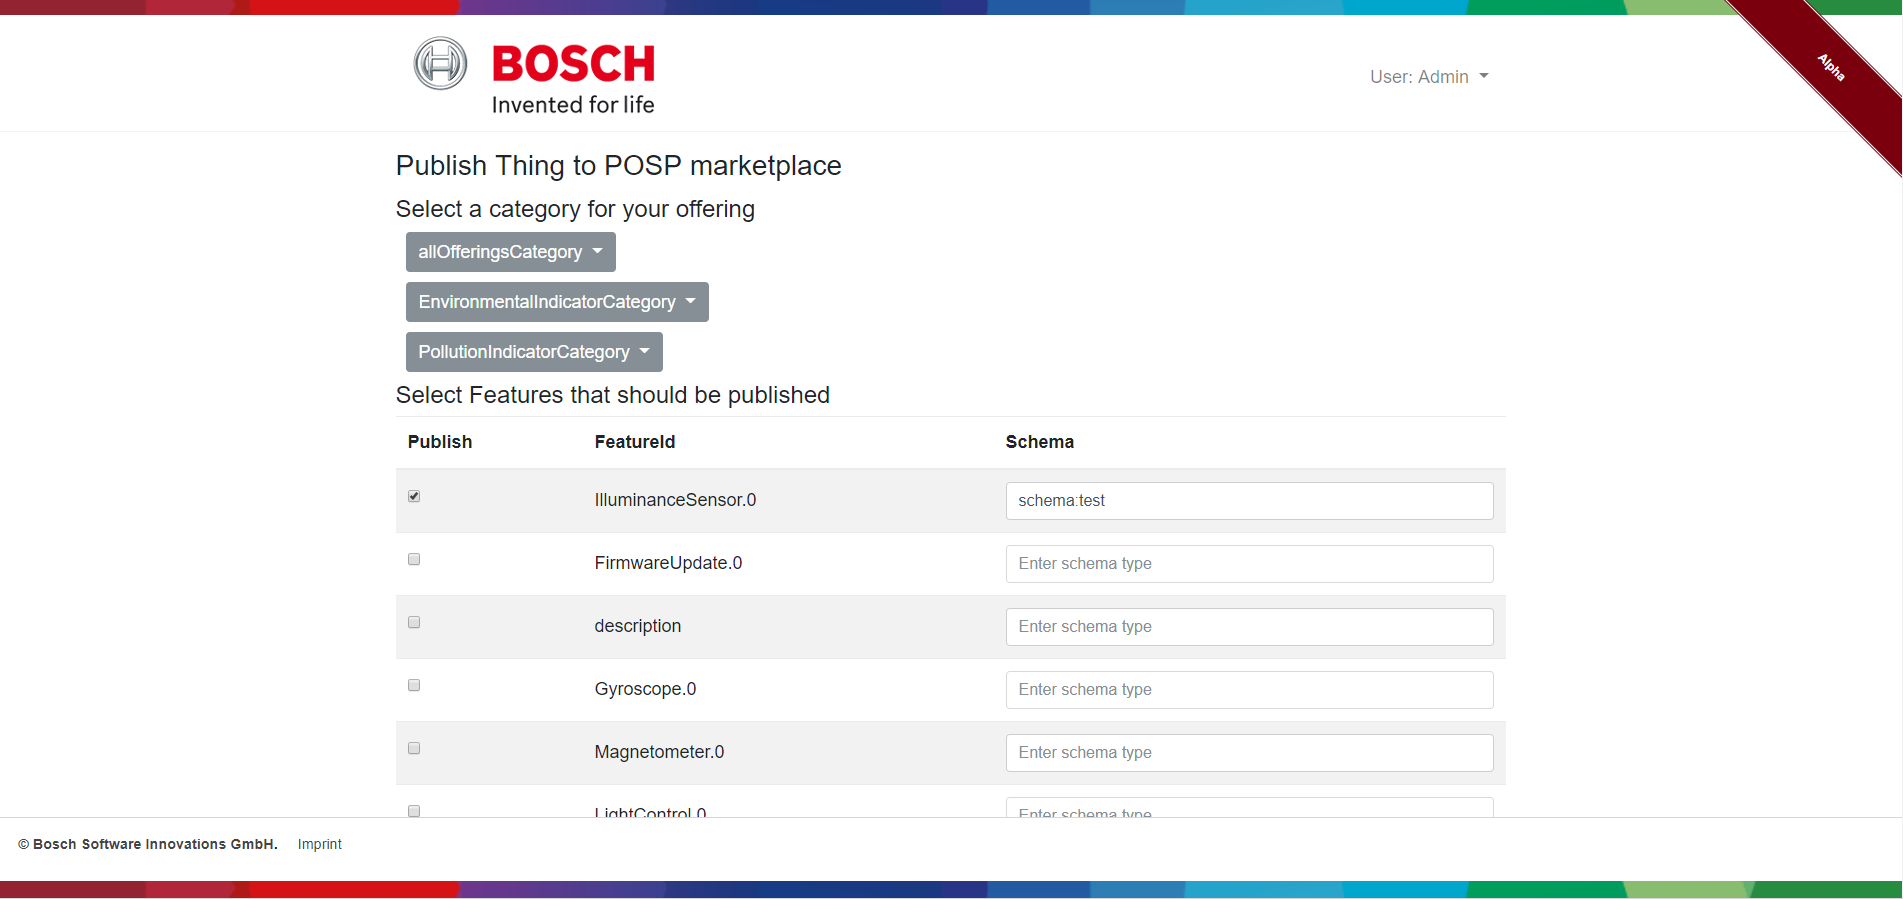 BOSCH
Invented for life
User: Admin
Alpha
Publish Thing to POSP marketplace
Select a category for your offering
allOfferingsCategory
EnvironmentalIndicatorCategory
PollutionIndicatorCategory
Select Features that should be published
Publish FeatureId Schema
IlluminanceSensor.0 schema:test
FirmwareUpdate.0 Enter schema type
description Enter schema type
Gyroscope.0 Enter schema type
Magnetometer.0 Enter schema type
LightControl.0 Enter schema type
© Bosch Software Innovations GmbH. Imprint